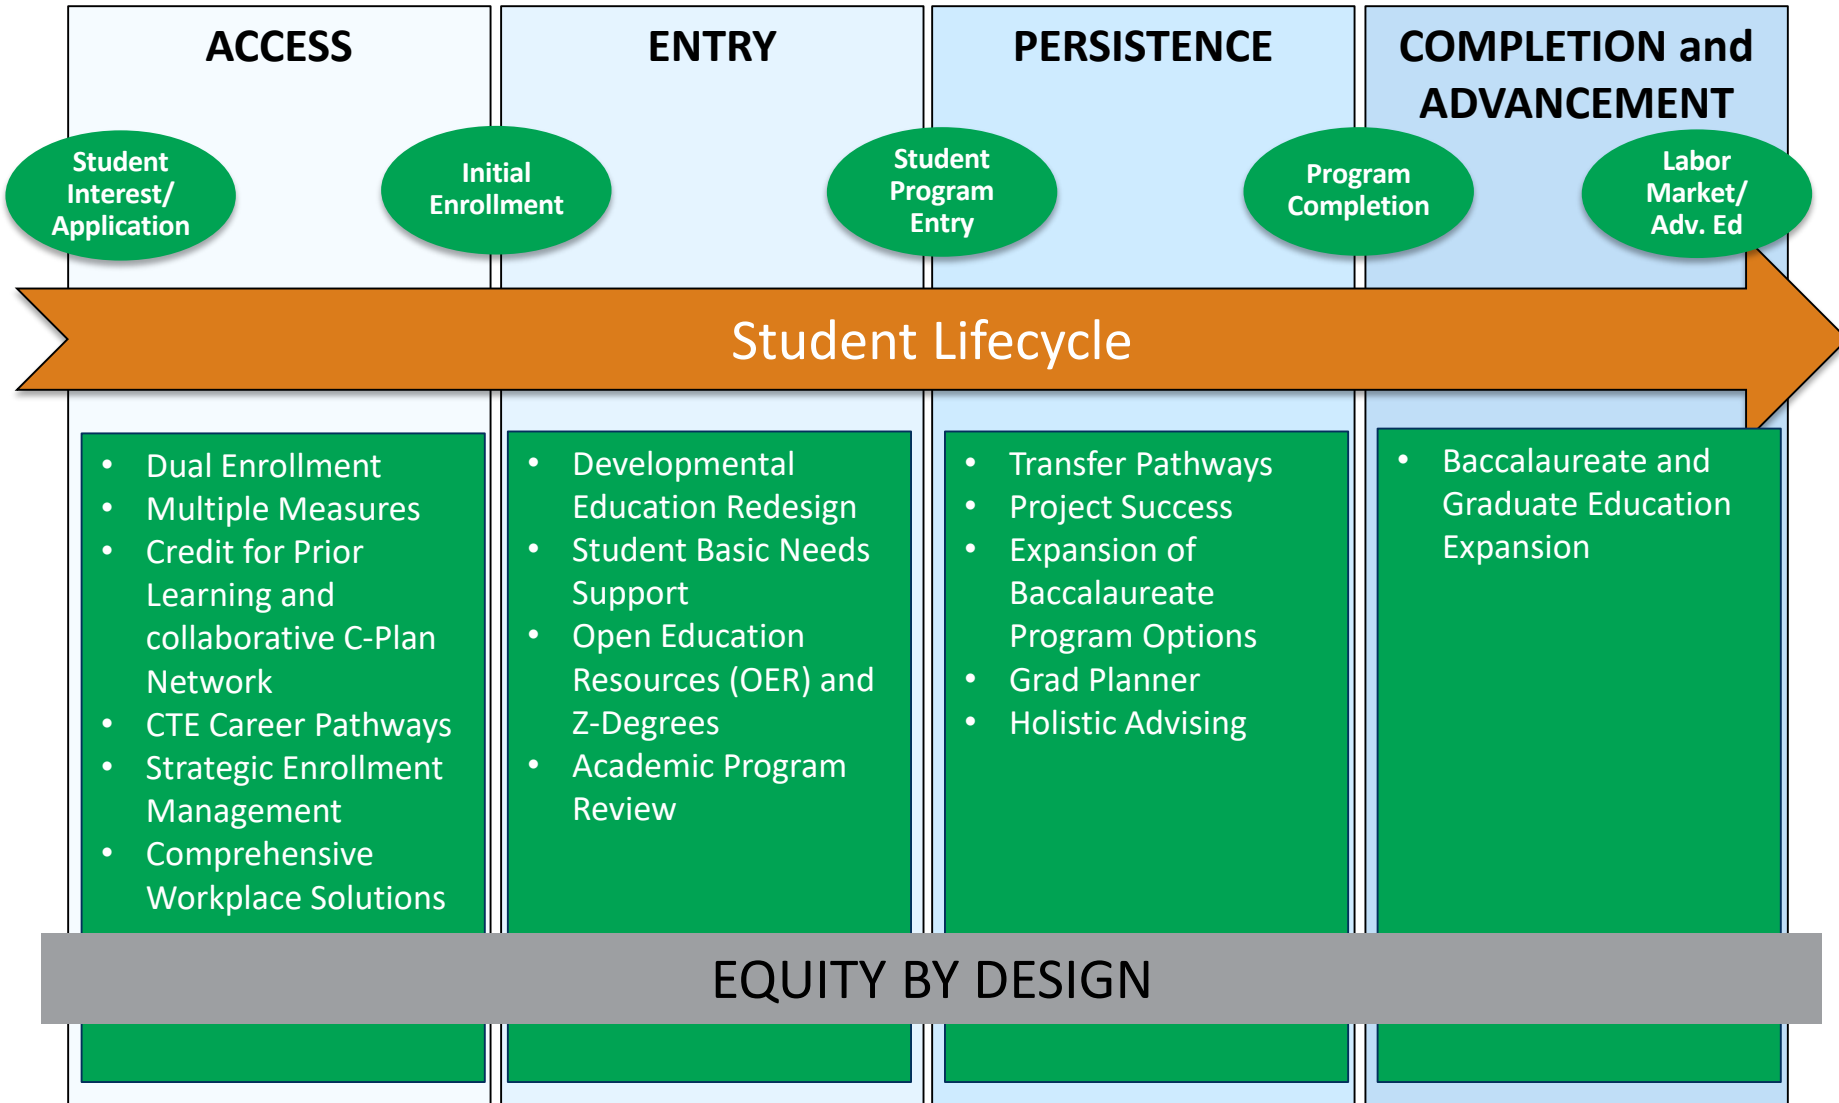 ACCESS
ENTRY
PERSISTENCE
COMPLETION and
ADVANCEMENT
Student
Interest/
Application
Initial
Enrollment
Student
Program
Entry
Program
Completion
Labor
Market/
Adv. Ed
Student Lifecycle
• Dual Enrollment
• Multiple Measures
• Credit for Prior
Learning and
collaborative C-Plan
Network
• CTE Career Pathways
• Strategic Enrollment
Management
• Comprehensive
Workplace Solutions
• Developmental
Education Redesign
• Student Basic Needs
Support
• Open Education
Resources (OER) and
Z-Degrees
• Academic Program
Review
• Transfer Pathways
• Project Success
• Expansion of
Baccalaureate
Program Options
• Grad Planner
• Holistic Advising
• Baccalaureate and
Graduate Education
Expansion
EQUITY BY DESIGN